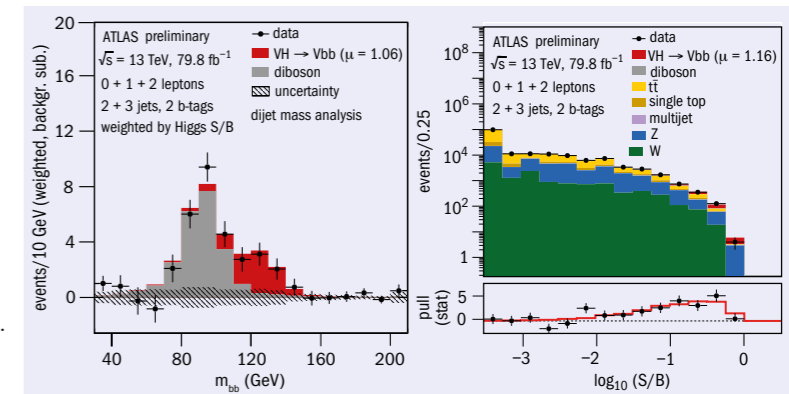 20
16
12
8
4
0
events/10 GeV (weighted, backgr. sub.)
ATLAS preliminary
√s = 13 TeV, 79.8 fb⁻¹
0 + 1 + 2 leptons
2 + 3 jets, 2 b-tags
weighted by Higgs S/B
data
VH → Vbb (μ = 1.06)
diboson
uncertainty
dijet mass analysis
40 80 120 160 200
m_bb (GeV)
10⁸
10⁶
10⁴
10²
1
events/0.25
ATLAS preliminary
√s = 13 TeV, 79.8 fb⁻¹
0 + 1 + 2 leptons
2 + 3 jets, 2 b-tags
data
VH → Vbb (μ = 1.16)
diboson
tt̄
single top
multijet
Z
W
pull
(stat)
5
0
−3 −2 −1 0
log₁₀ (S/B)
.